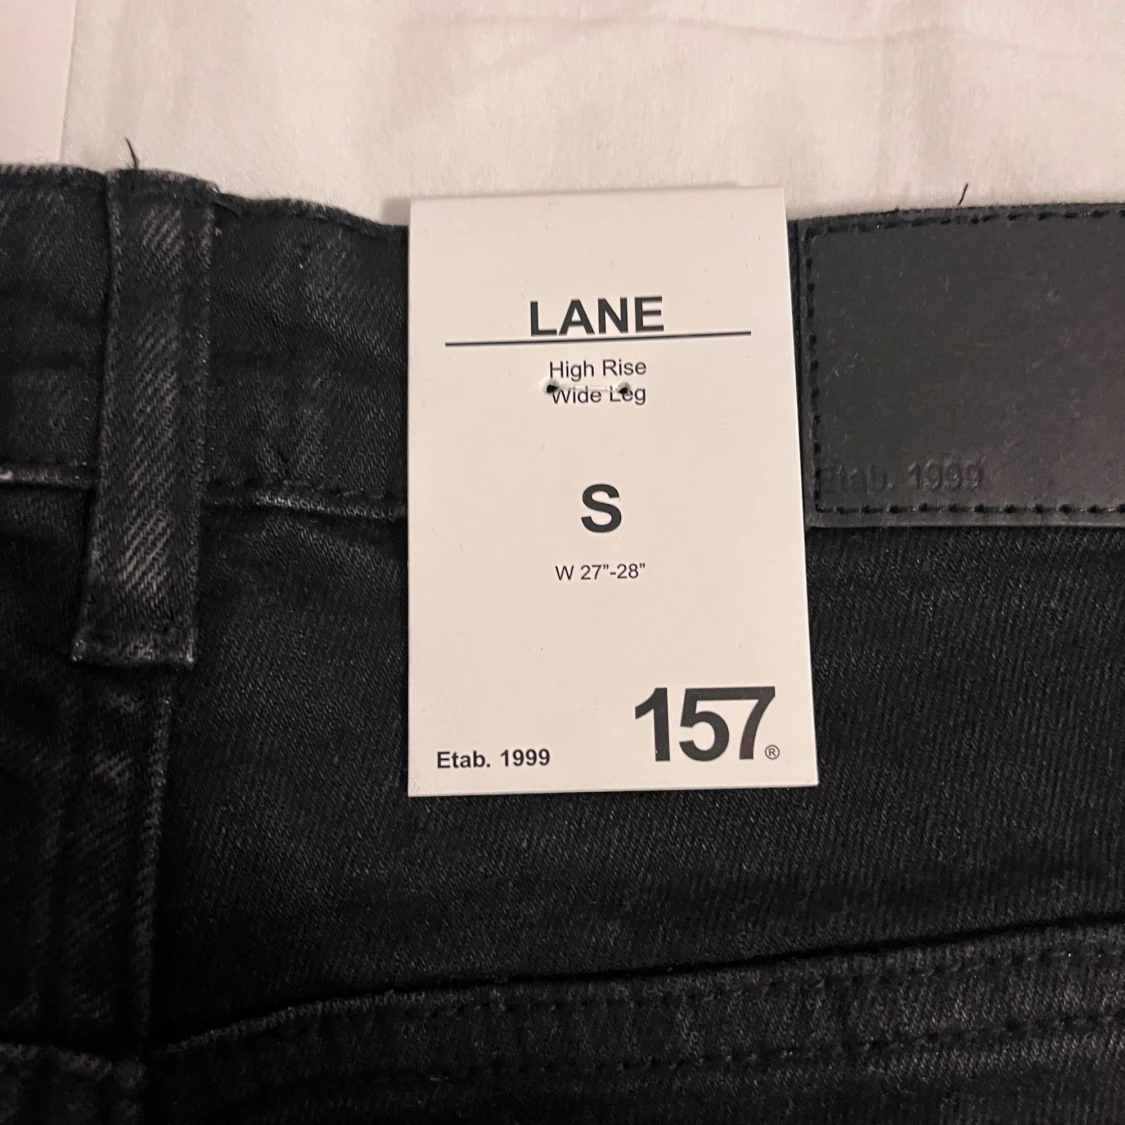 LANE
High Rise
Wide Leg
S
W 27”-28”
157®
Etab. 1999
Etab. 1999